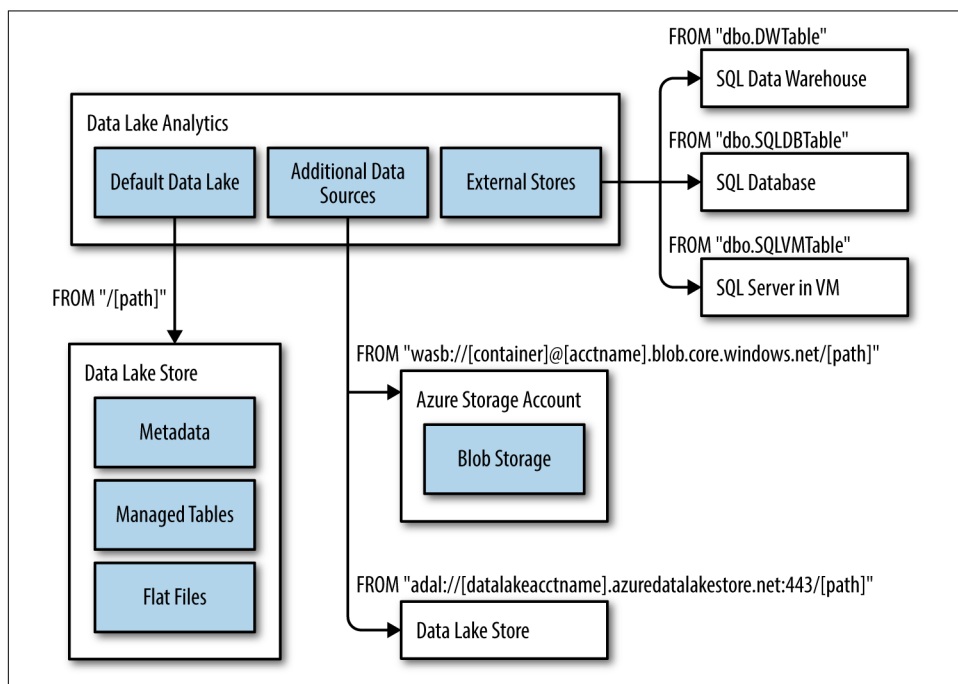 FROM "dbo.DWTable"
SQL Data Warehouse
Data Lake Analytics
Default Data Lake
Additional Data
Sources
External Stores
FROM "dbo.SQLDBTable"
SQL Database
FROM "dbo.SQLVMTable"
SQL Server in VM
FROM "/[path]"
Data Lake Store
Metadata
Managed Tables
Flat Files
FROM "wasb://[container]@[acctname].blob.core.windows.net/[path]"
Azure Storage Account
Blob Storage
FROM "adal://[datalakeacctname].azuredatalakestore.net:443/[path]"
Data Lake Store